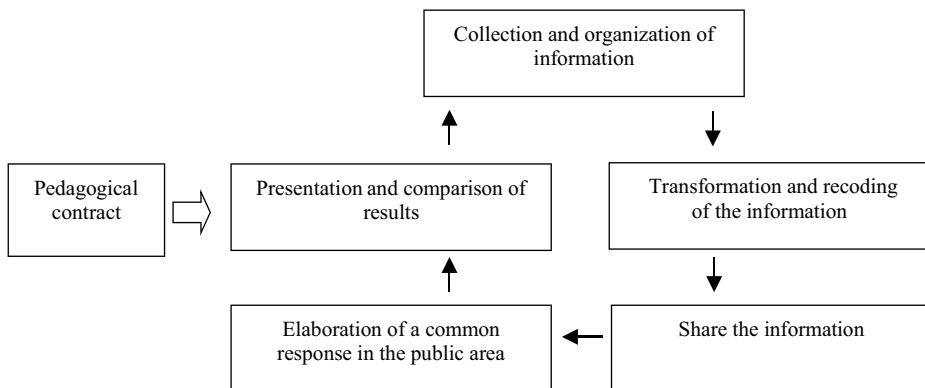 Collection and organization of
information
Pedagogical
contract
Presentation and comparison of
results
Transformation and recoding
of the information
Elaboration of a common
response in the public area
Share the information